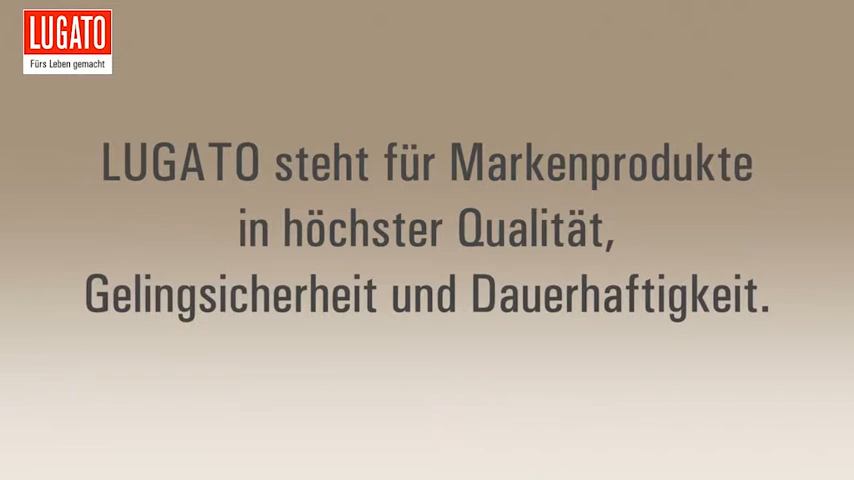 LUGATO
Fürs Leben gemacht
LUGATO steht für Markenprodukte
in höchster Qualität,
Gelingsicherheit und Dauerhaftigkeit.